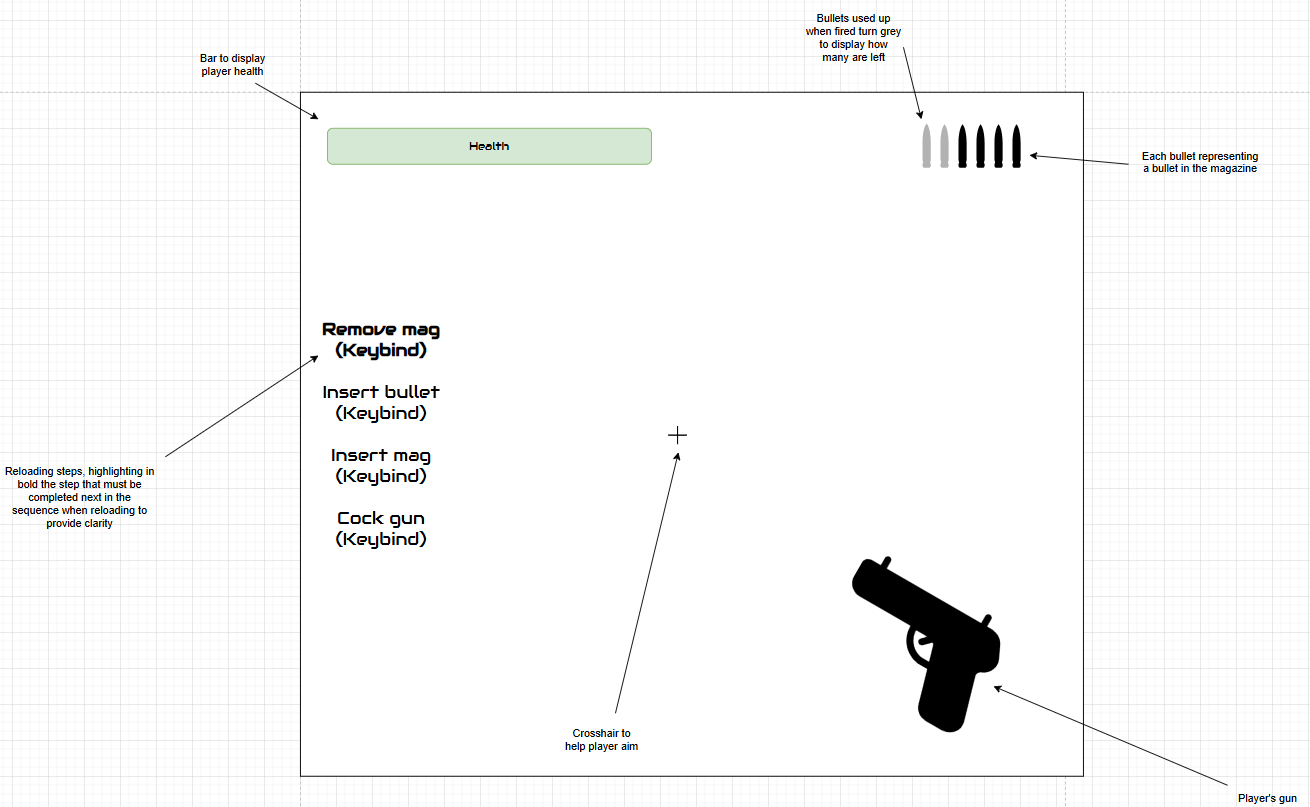 Bullets used up
when fired turn grey
to display how
many are left
Bar to display
player health
Health
Each bullet representing
a bullet in the magazine
Remove mag
(Keybind)
Insert bullet
(Keybind)
Insert mag
(Keybind)
Cock gun
(Keybind)
Reloading steps, highlighting in
bold the step that must be
completed next in the
sequence when reloading to
provide clarity
Crosshair to
help player aim
Player's gun